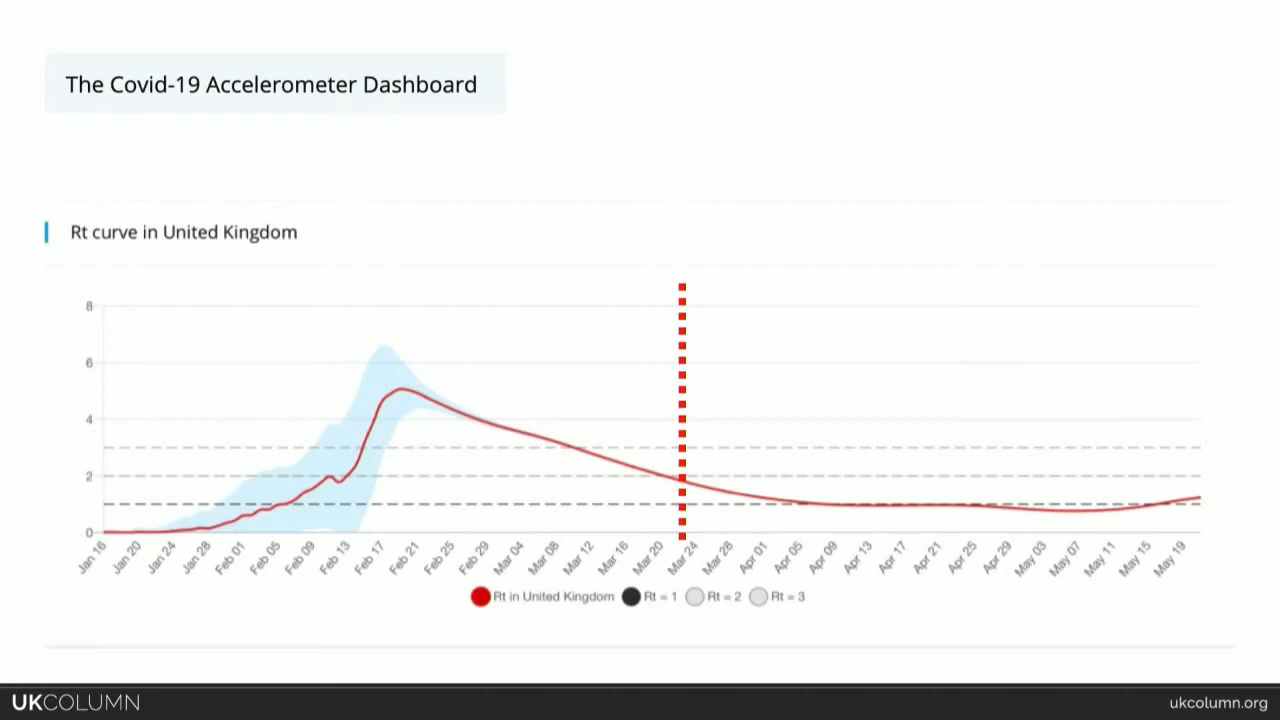 The Covid-19 Accelerometer Dashboard
Rt curve in United Kingdom
8
6
4
2
0
Jan 16 Jan 20 Jan 24 Jan 28 Feb 01 Feb 05 Feb 09 Feb 13 Feb 17 Feb 21 Feb 25 Feb 29 Mar 04 Mar 08 Mar 12 Mar 16 Mar 20 Mar 24 Mar 28 Apr 01 Apr 05 Apr 09 Apr 13 Apr 17 Apr 21 Apr 25 Apr 29 May 03 May 07 May 11 May 15 May 19
Rt in United Kingdom Rt = 1 Rt = 2 Rt = 3
UKCOLUMN ukcolumn.org